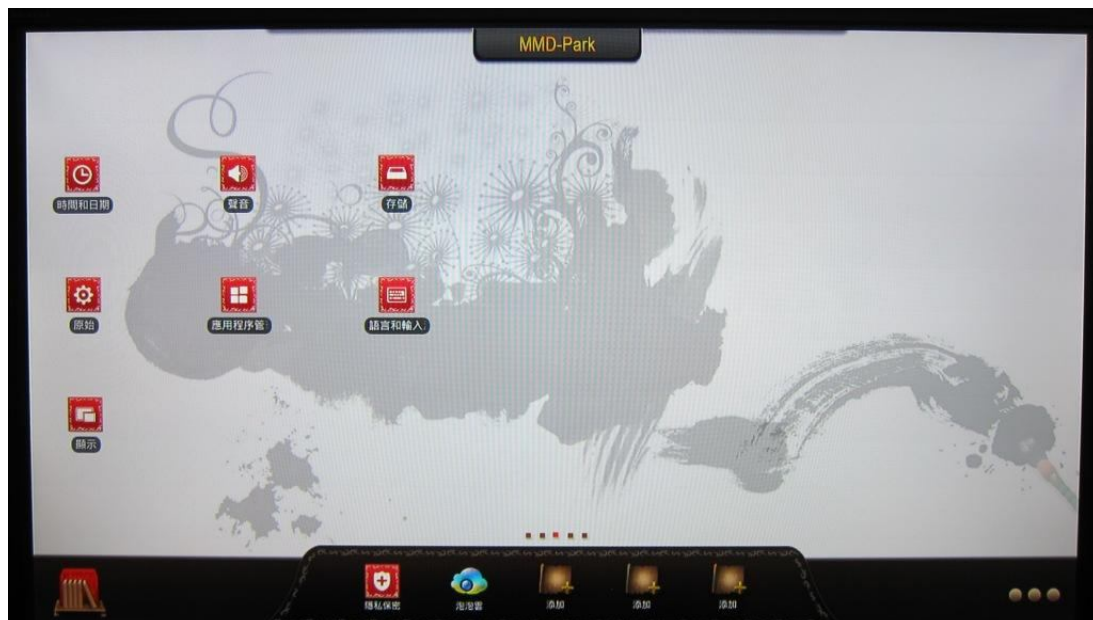 MMD-Park
時間和日期
聲音
存儲
原始
應用程序管
語言和輸入
顯示
隱私保密
泡泡雲
添加
添加
添加